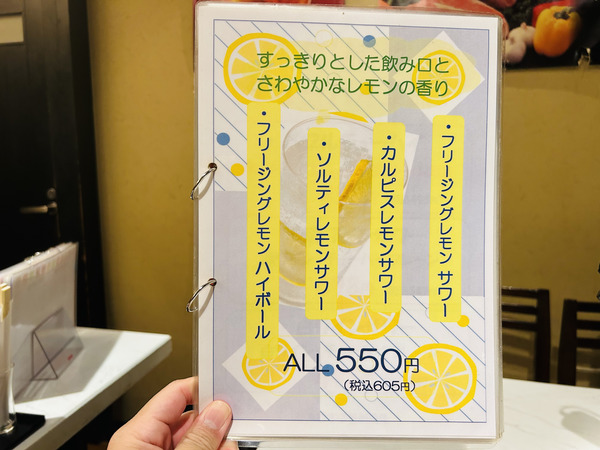 すっきりとした飲み口と
さわやかなレモンの香り
・フリージングレモン サワー
・カルピスレモンサワー
・ソルティレモンサワー
・フリージングレモン ハイボール
ALL 550円
（税込605円）